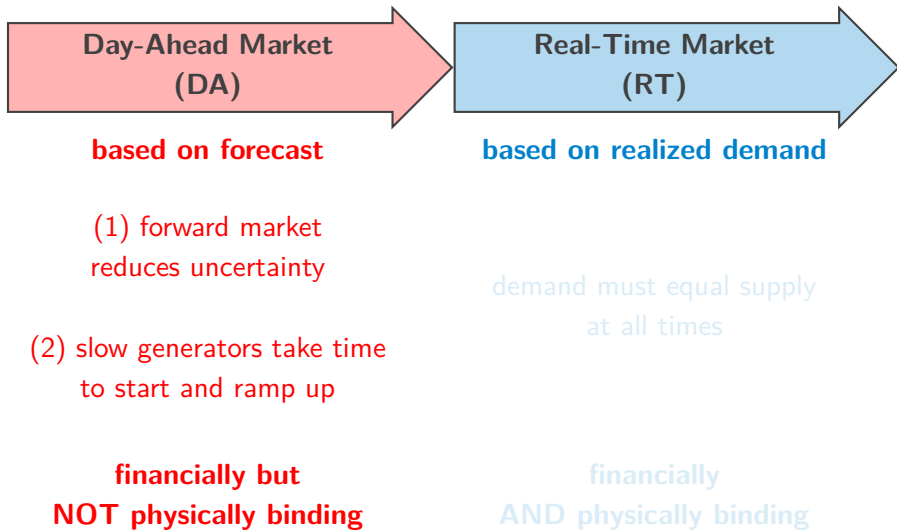 Day-Ahead Market
(DA)
Real-Time Market
(RT)
based on forecast
based on realized demand
(1) forward market
reduces uncertainty
demand must equal supply
at all times
(2) slow generators take time
to start and ramp up
financially but
NOT physically binding
financially
AND physically binding